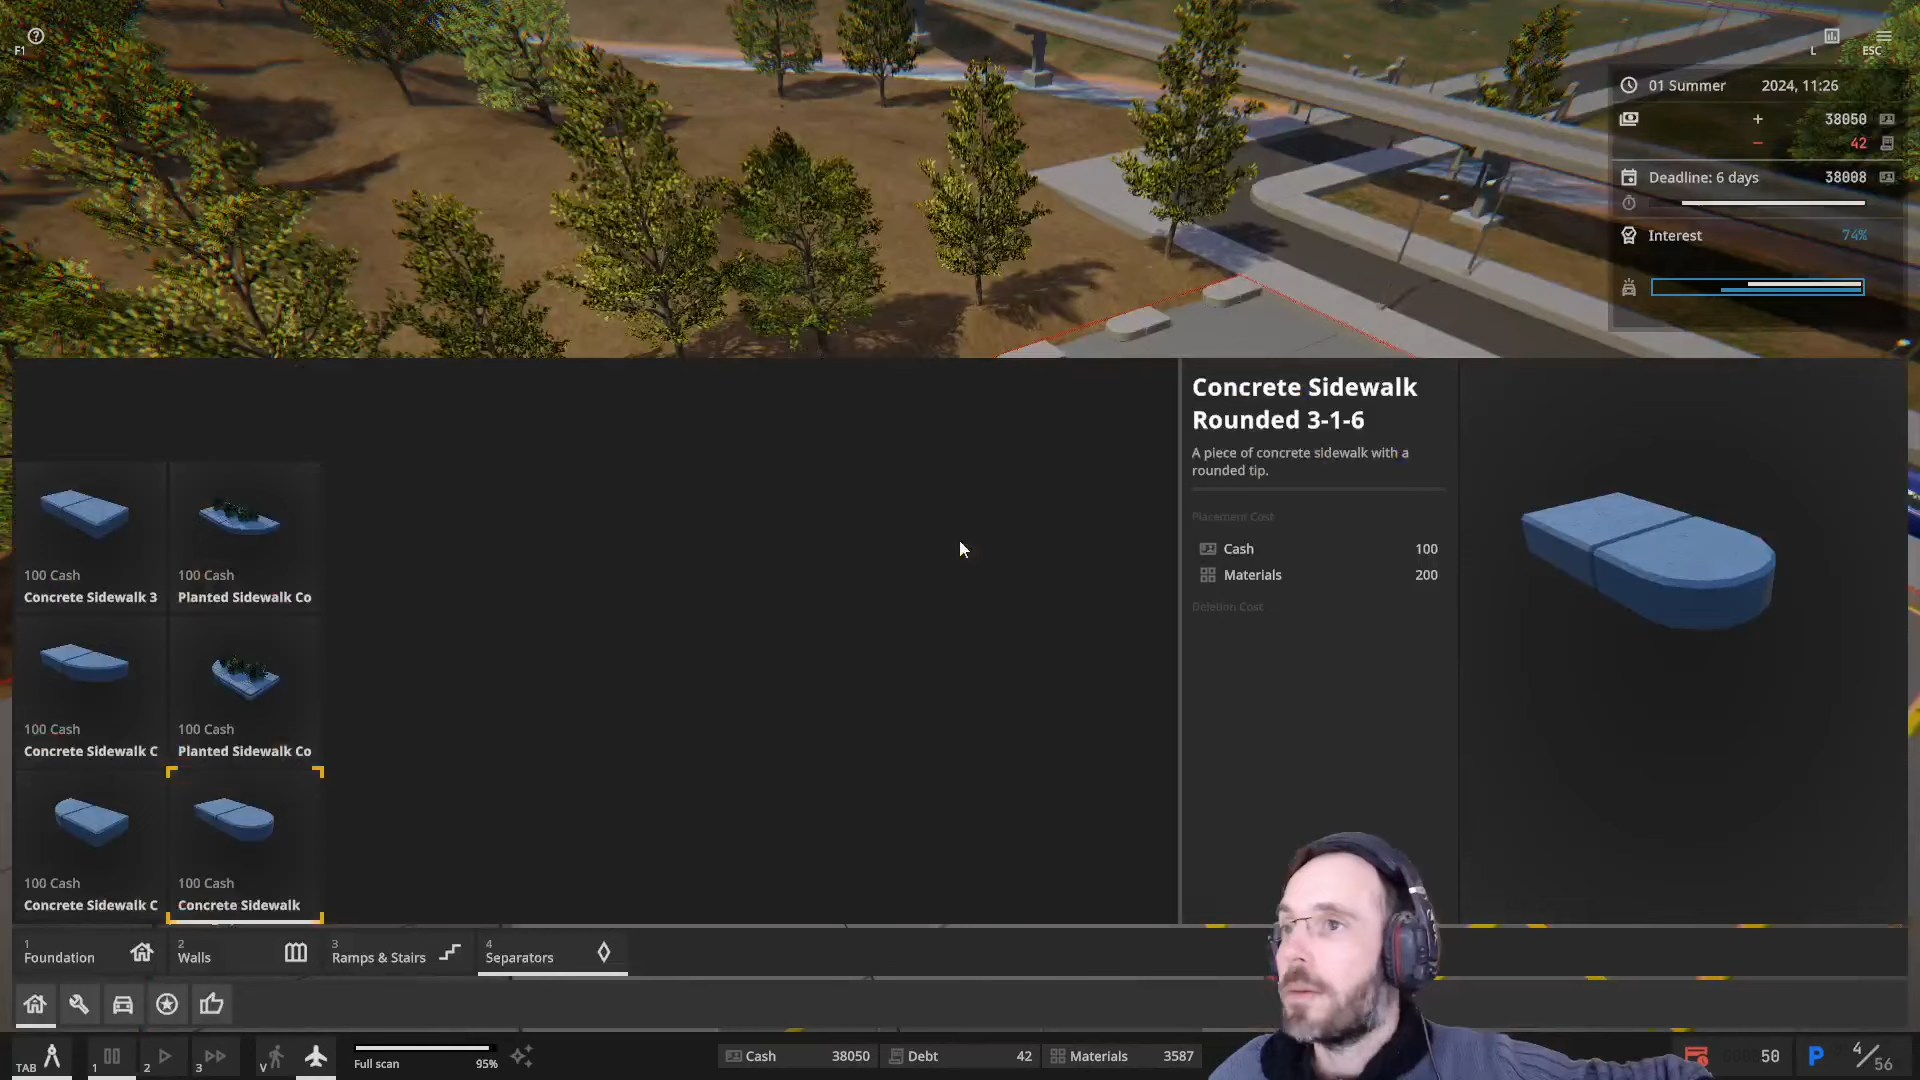 F1
L
ESC
01 Summer 2024, 11:26
+ 38050
− 42
Deadline: 6 days 38008
Interest 74%
Concrete Sidewalk
Rounded 3-1-6
A piece of concrete sidewalk with a
rounded tip.
Placement Cost
Cash 100
Materials 200
Deletion Cost
100 Cash
Concrete Sidewalk 3
100 Cash
Planted Sidewalk Co
100 Cash
Concrete Sidewalk C
100 Cash
Planted Sidewalk Co
100 Cash
Concrete Sidewalk C
100 Cash
Concrete Sidewalk
1
Foundation
2
Walls
3
Ramps & Stairs
4
Separators
TAB
1
2
3
V
Full scan 95%
Cash 38050
Debt 42
Materials 3587
50
P 4/56